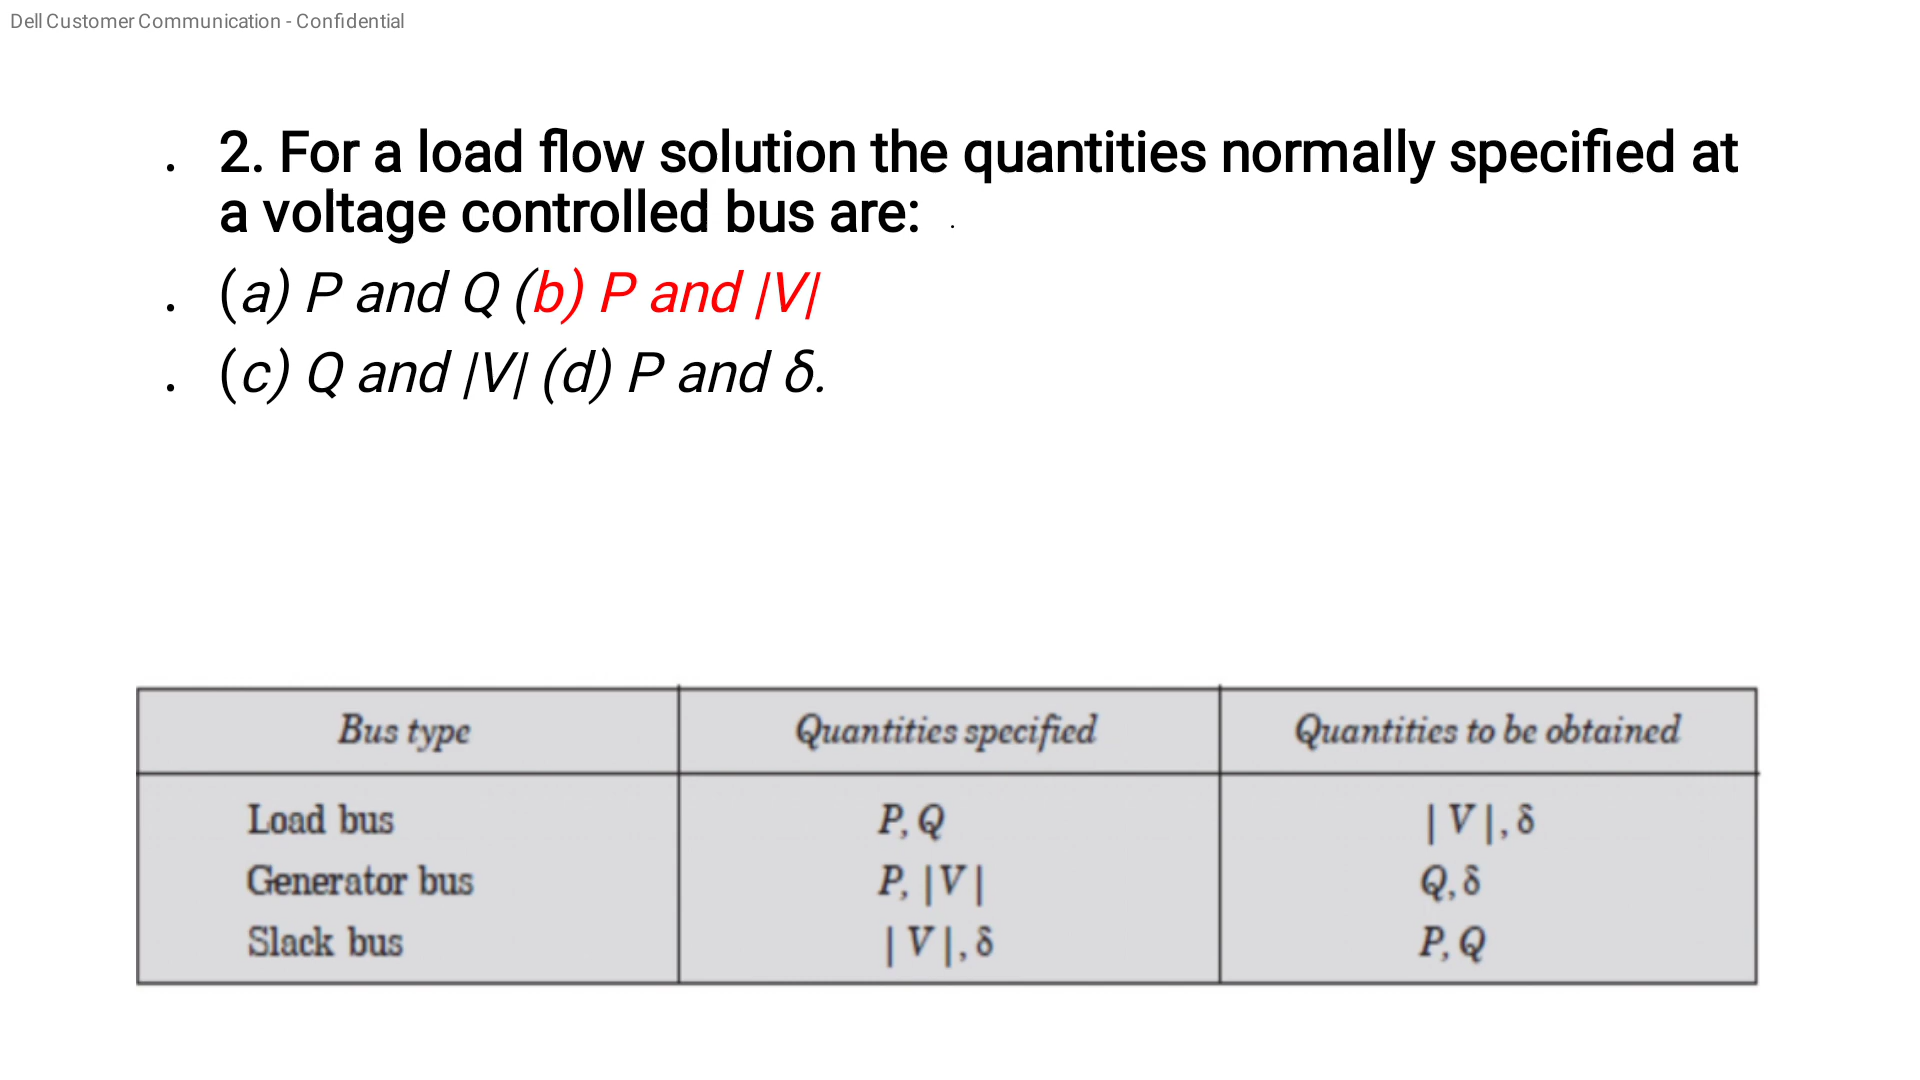 Dell Customer Communication - Confidential
. 2. For a load flow solution the quantities normally specified at
a voltage controlled bus are: .
. (a) P and Q (b) P and |V|
. (c) Q and |V| (d) P and δ.
Bus type Quantities specified Quantities to be obtained
Load bus P, Q | V |, δ
Generator bus P, | V | Q, δ
Slack bus | V |, δ P, Q